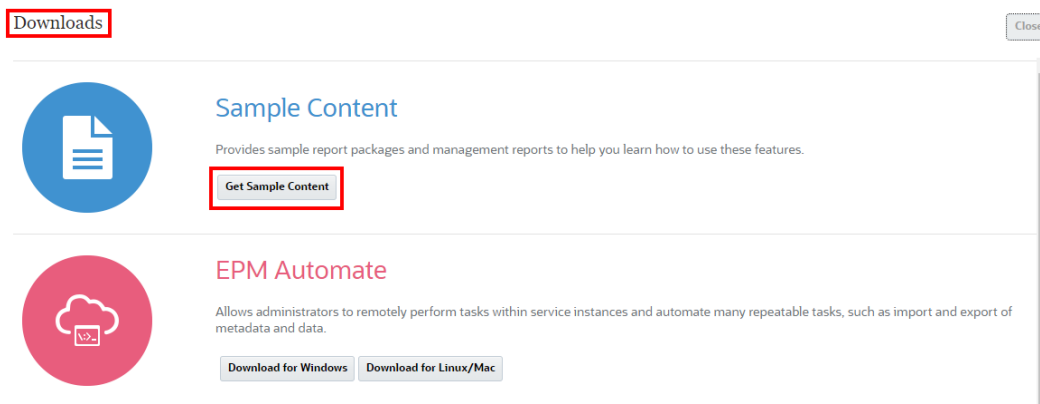 Downloads
Close
Sample Content
Provides sample report packages and management reports to help you learn how to use these features.
Get Sample Content
EPM Automate
Allows administrators to remotely perform tasks within service instances and automate many repeatable tasks, such as import and export of
metadata and data.
Download for Windows Download for Linux/Mac